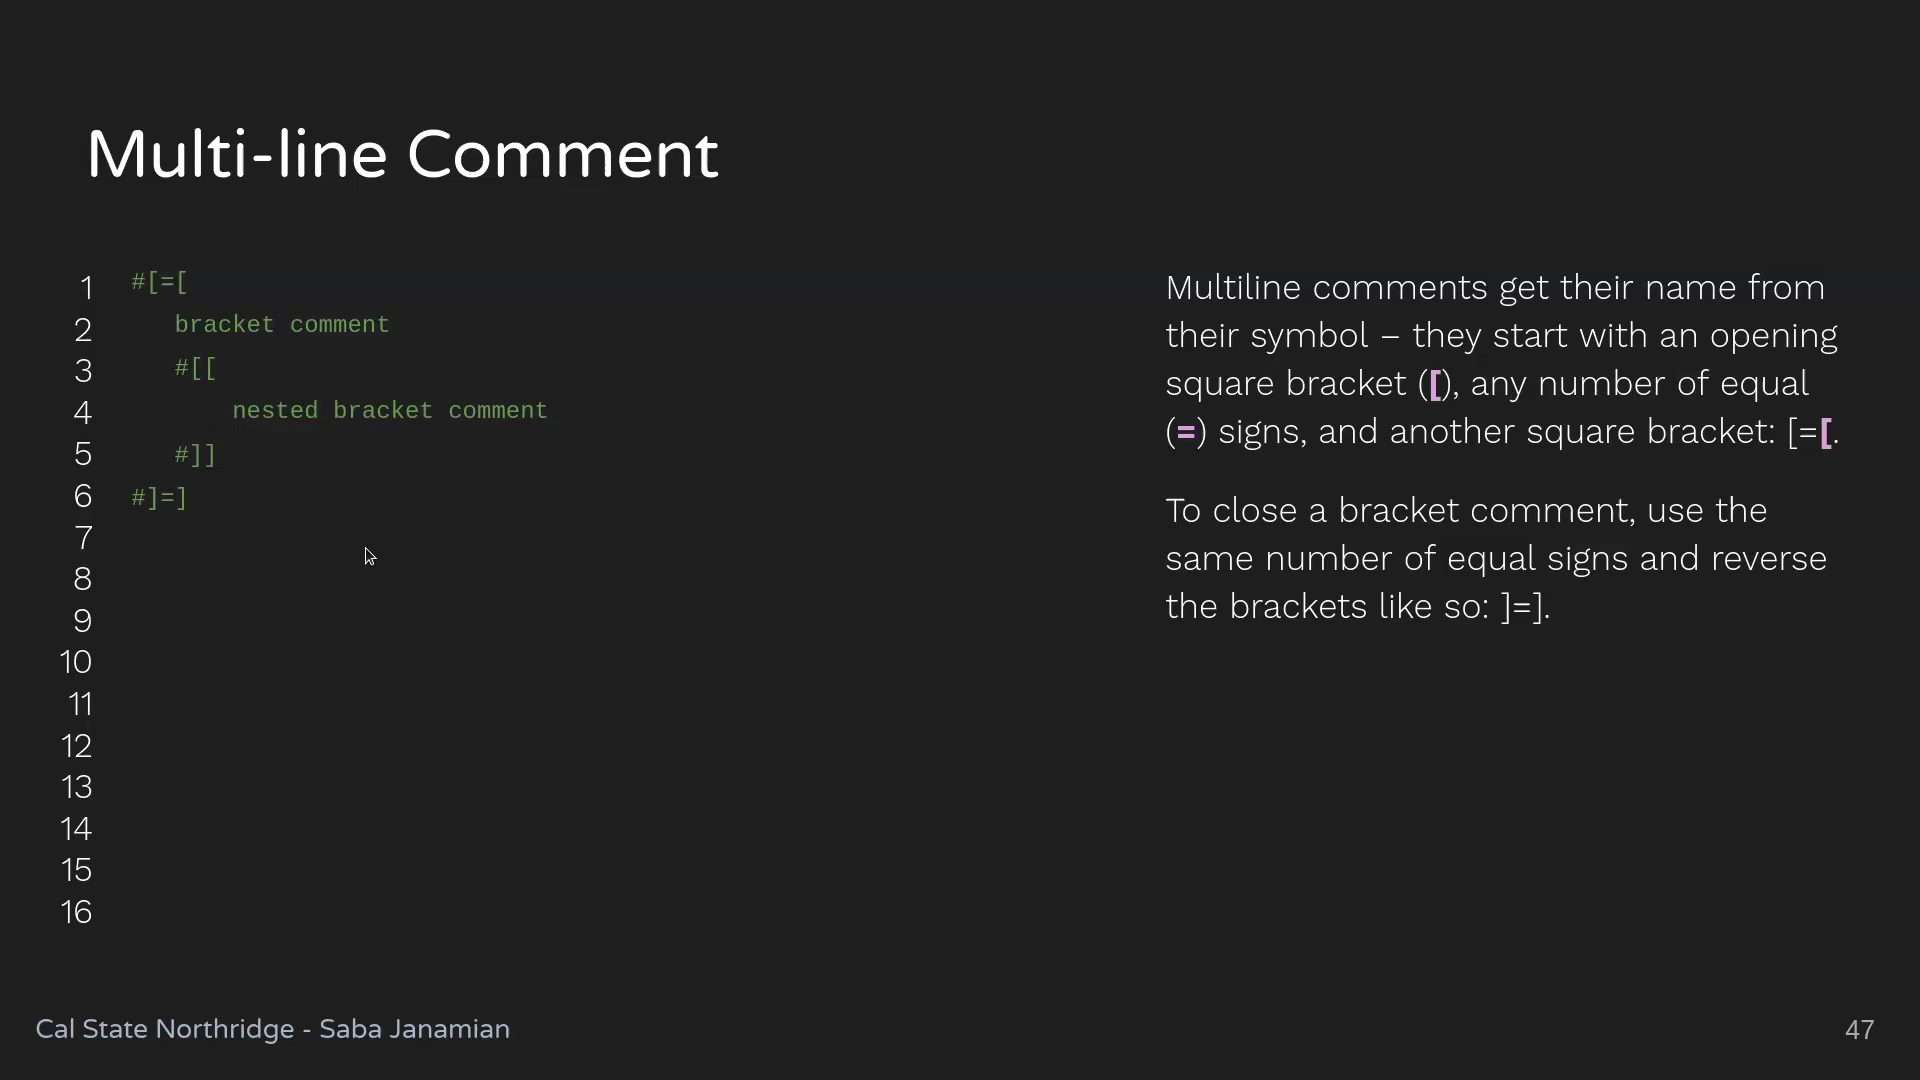 Multi-line Comment
1 #[=[
2 bracket comment
3 #[[
4 nested bracket comment
5 #]]
6 #]=]
7
8
9
10
11
12
13
14
15
16
Multiline comments get their name from
their symbol – they start with an opening
square bracket ([), any number of equal
(=) signs, and another square bracket: [=[.
To close a bracket comment, use the
same number of equal signs and reverse
the brackets like so: ]=].
Cal State Northridge - Saba Janamian
47